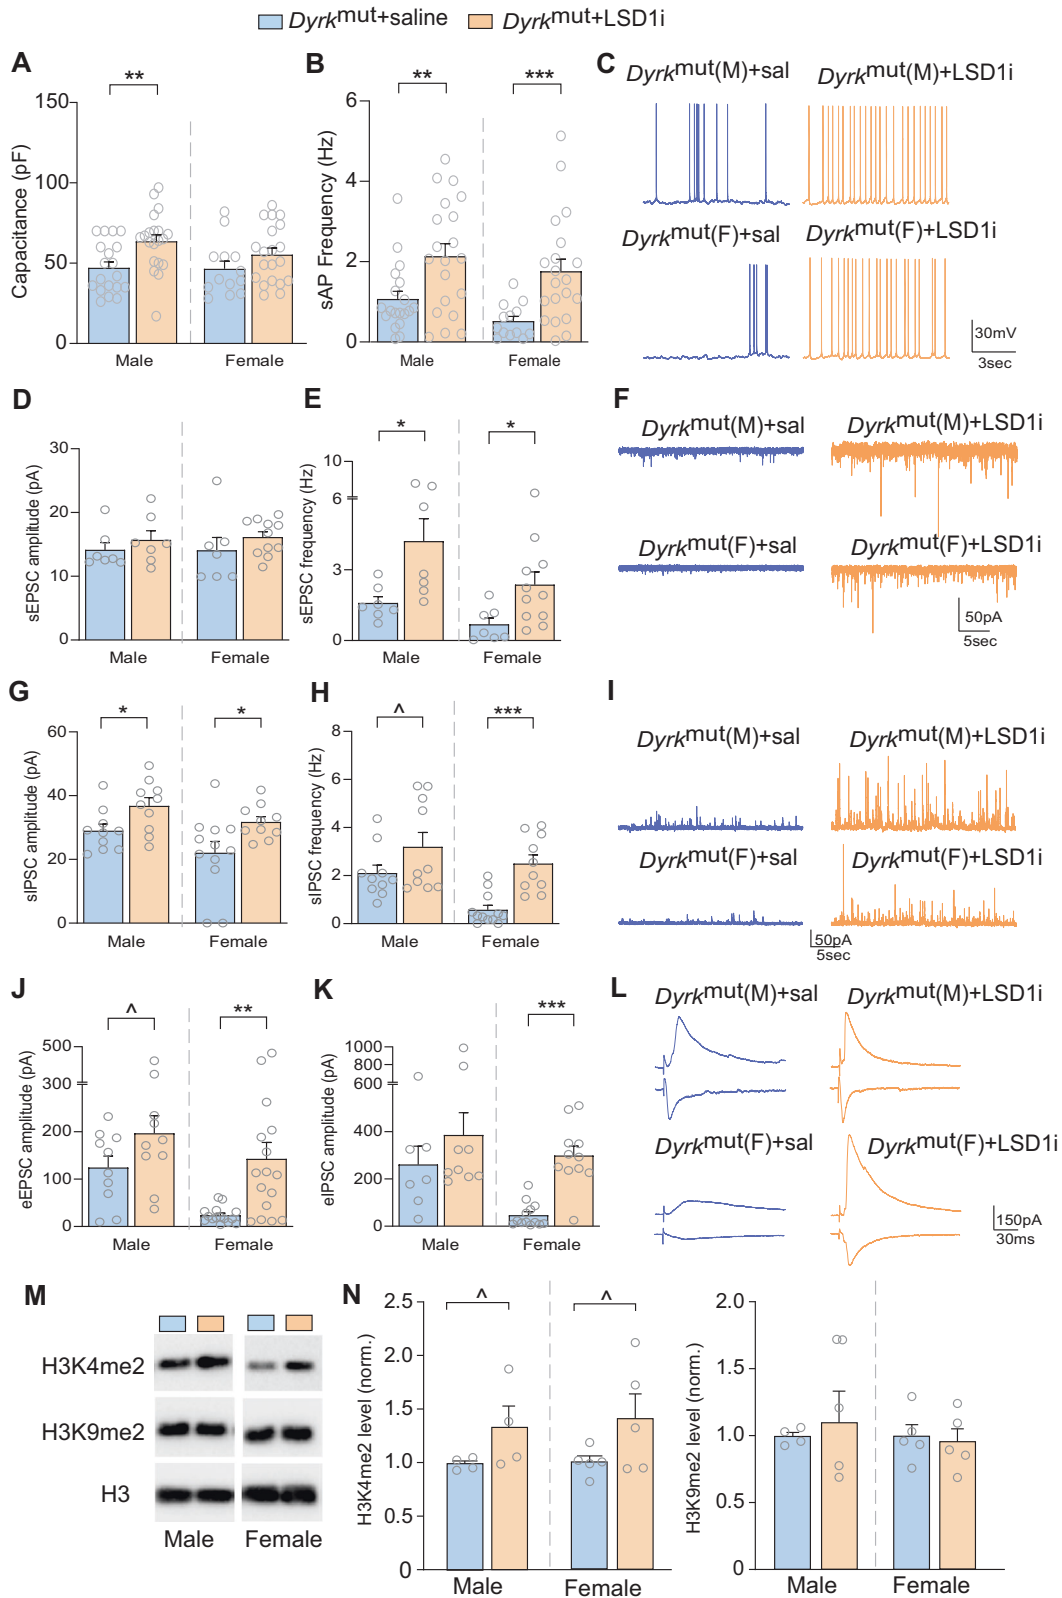 Dyrkmut+saline Dyrkmut+LSD1i
A
**
Capacitance (pF)
150
100
50
0
Male Female
B
** ***
sAP Frequency (Hz)
6
4
2
0
Male Female
C
Dyrkmut(M)+sal Dyrkmut(M)+LSD1i
Dyrkmut(F)+sal Dyrkmut(F)+LSD1i
30mV
3sec
D
sEPSC amplitude (pA)
30
20
10
0
Male Female
E
* *
sEPSC frequency (Hz)
10
6
3
0
Male Female
F
Dyrkmut(M)+sal Dyrkmut(M)+LSD1i
Dyrkmut(F)+sal Dyrkmut(F)+LSD1i
50pA
5sec
G
* *
sIPSC amplitude (pA)
60
40
20
0
Male Female
H
^ ***
sIPSC frequency (Hz)
8
6
4
2
0
Male Female
I
Dyrkmut(M)+sal Dyrkmut(M)+LSD1i
Dyrkmut(F)+sal Dyrkmut(F)+LSD1i
50pA
5sec
J
^ **
eEPSC amplitude (pA)
500
300
200
100
0
Male Female
K
***
eIPSC amplitude (pA)
1000
800
600
400
200
0
Male Female
L
Dyrkmut(M)+sal Dyrkmut(M)+LSD1i
Dyrkmut(F)+sal Dyrkmut(F)+LSD1i
150pA
30ms
M
H3K4me2
H3K9me2
H3
Male Female
N
^ ^
H3K4me2 level (norm.)
2.5
2.0
1.5
1.0
0.5
0
Male Female
H3K9me2 level (norm.)
2.0
1.5
1.0
0.5
0
Male Female